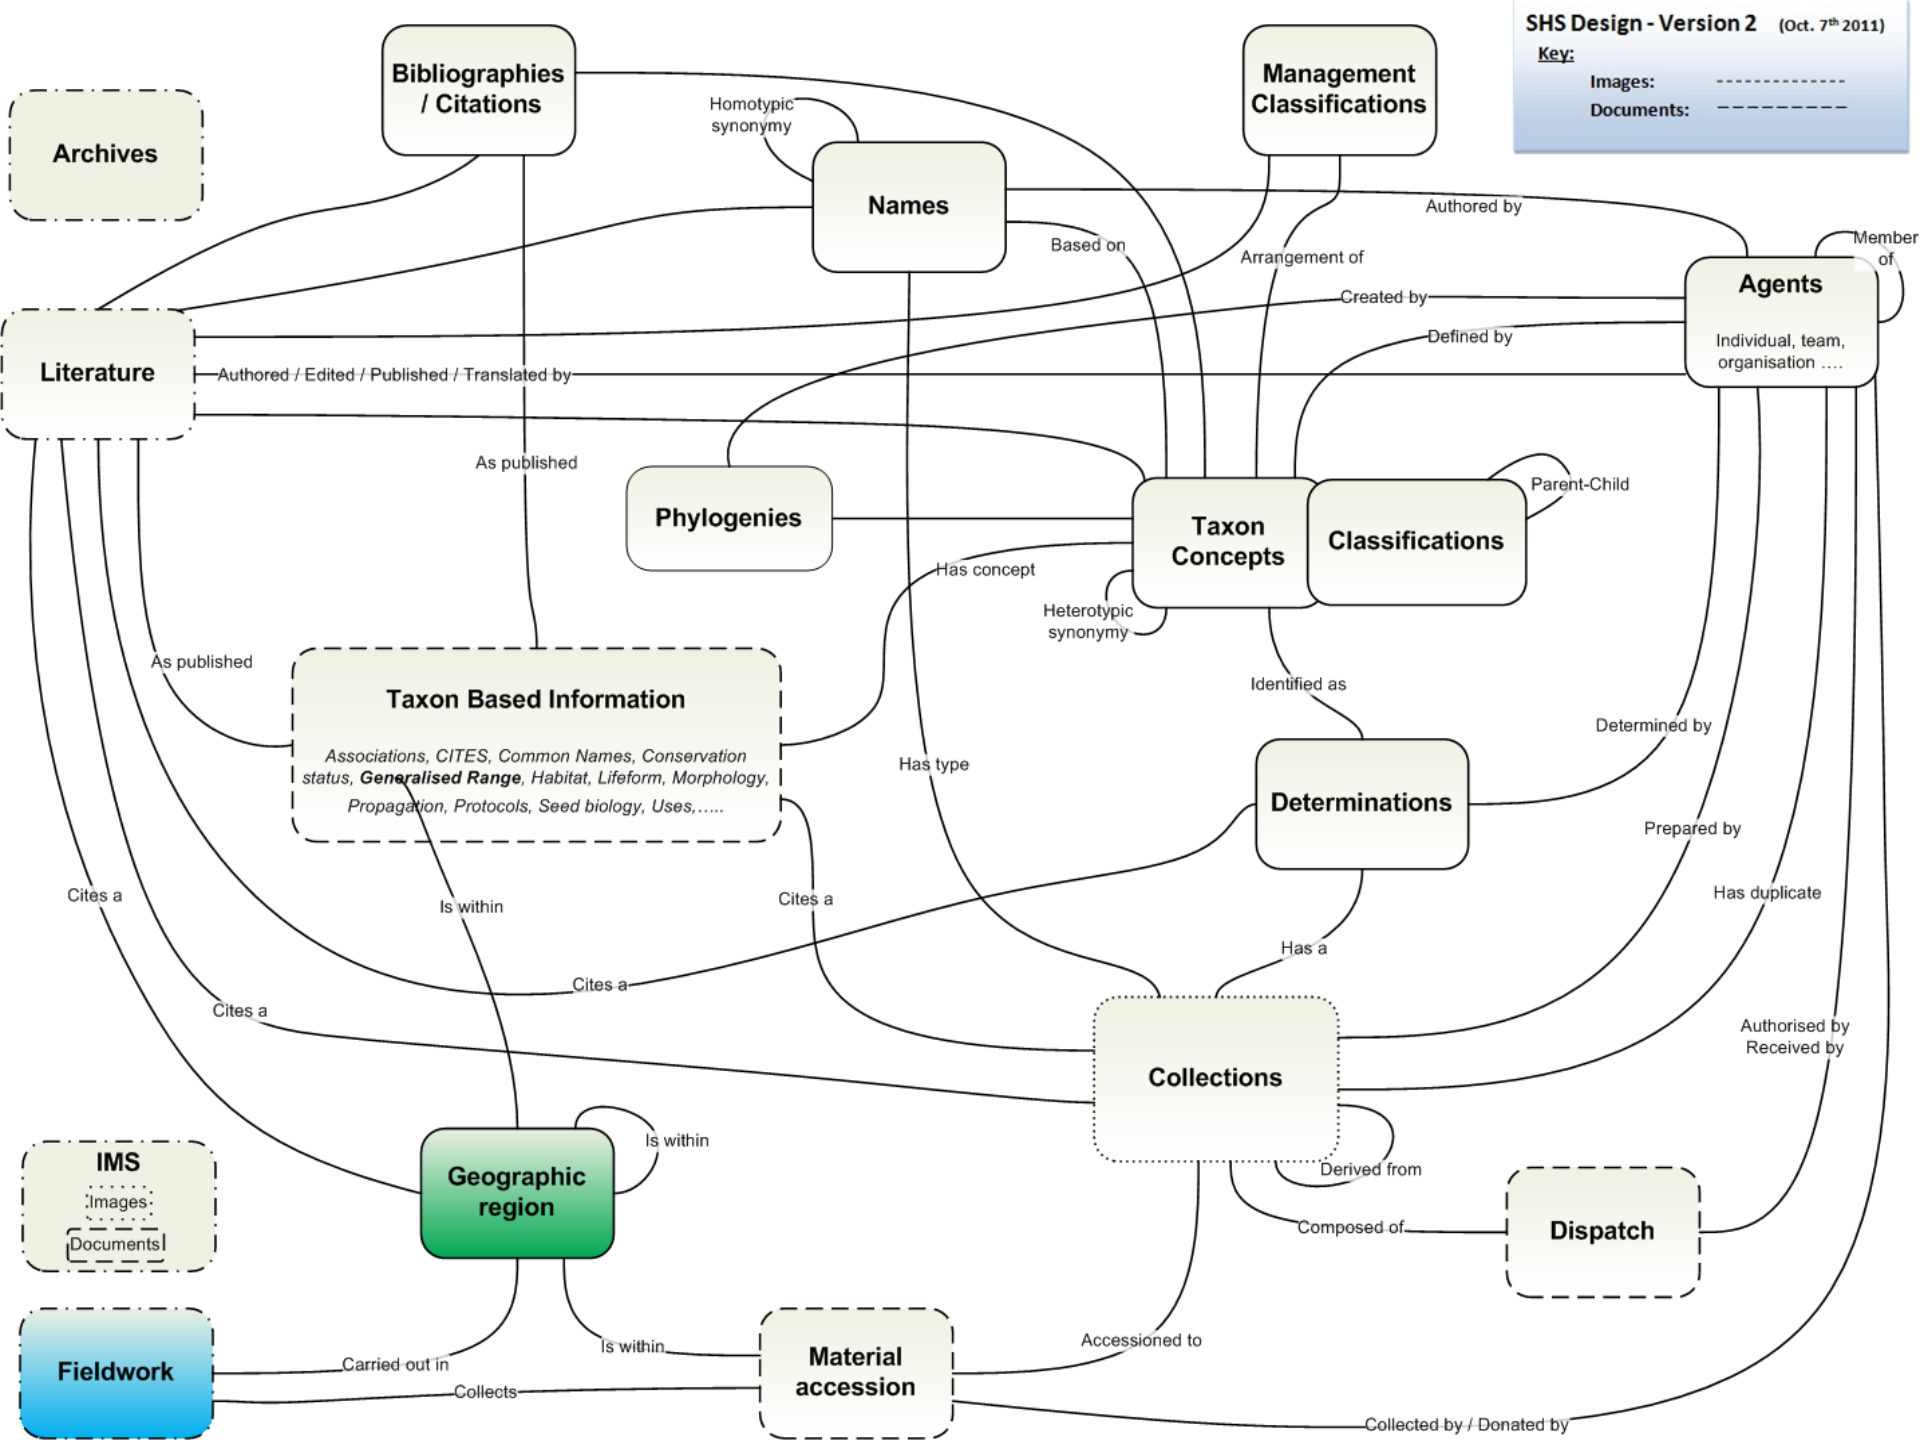 SHS Design - Version 2 (Oct. 7th 2011)
Key:
Images:
Documents:
Bibliographies
/ Citations
Management
Classifications
Archives
Homotypic
synonymy
Names
Authored by
Based on
Arrangement of
Member
of
Agents
Individual, team,
organisation ....
Created by
Defined by
Literature
Authored / Edited / Published / Translated by
As published
Phylogenies
Taxon
Concepts
Classifications
Parent-Child
Has concept
Heterotypic
synonymy
Identified as
As published
Taxon Based Information
Associations, CITES, Common Names, Conservation
status, Generalised Range, Habitat, Lifeform, Morphology,
Propagation, Protocols, Seed biology, Uses,.....
Has type
Determined by
Determinations
Prepared by
Has duplicate
Cites a
Is within
Cites a
Has a
Cites a
Cites a
Authorised by
Received by
Collections
Is within
Geographic
region
Derived from
Composed of
Dispatch
IMS
Images
Documents
Fieldwork
Carried out in
Collects
Is within
Material
accession
Accessioned to
Collected by / Donated by